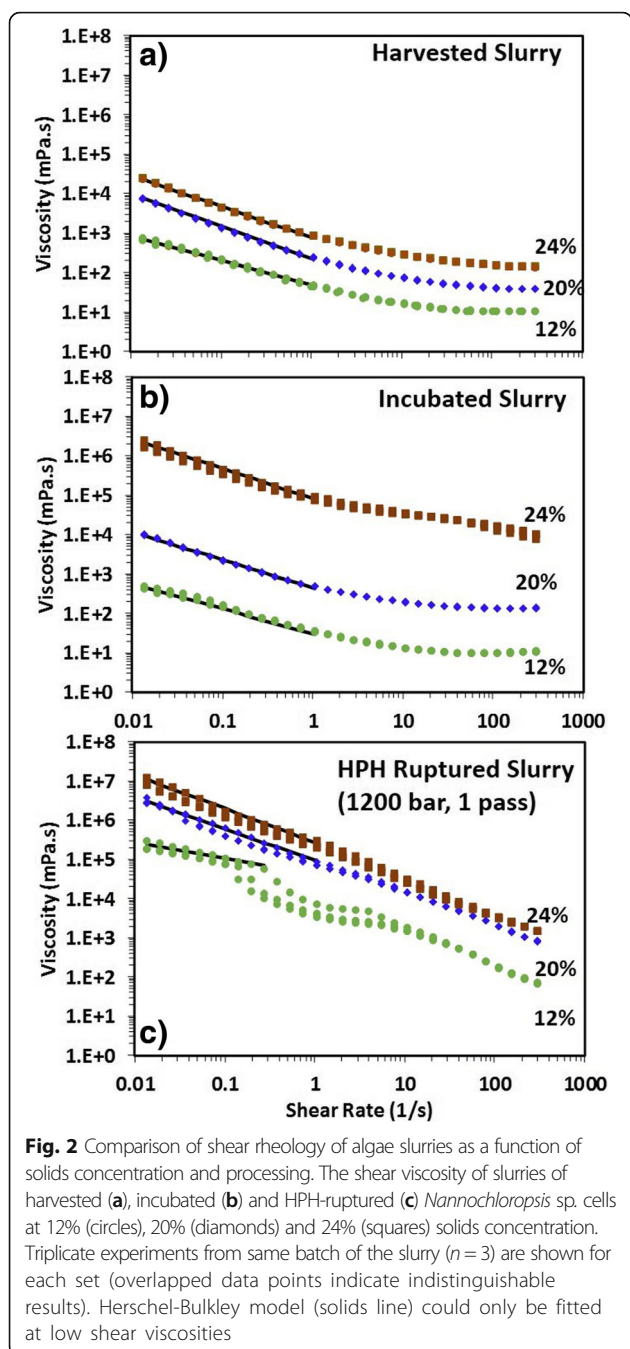 a)
Harvested Slurry
1.E+8
1.E+7
1.E+6
1.E+5
1.E+4
1.E+3
1.E+2
1.E+1
1.E+0
Viscosity (mPa.s)
24%
20%
12%
b)
Incubated Slurry
1.E+8
1.E+7
1.E+6
1.E+5
1.E+4
1.E+3
1.E+2
1.E+1
1.E+0
Viscosity (mPa.s)
24%
20%
12%
0.01 0.1 1 10 100 1000
HPH Ruptured Slurry
(1200 bar, 1 pass)
1.E+8
1.E+7
1.E+6
1.E+5
1.E+4
1.E+3
1.E+2
1.E+1
1.E+0
Viscosity (mPa.s)
24%
20%
12%
c)
0.01 0.1 1 10 100 1000
Shear Rate (1/s)
Fig. 2 Comparison of shear rheology of algae slurries as a function of
solids concentration and processing. The shear viscosity of slurries of
harvested (a), incubated (b) and HPH-ruptured (c) Nannochloropsis sp. cells
at 12% (circles), 20% (diamonds) and 24% (squares) solids concentration.
Triplicate experiments from same batch of the slurry (n = 3) are shown for
each set (overlapped data points indicate indistinguishable
results). Herschel-Bulkley model (solids line) could only be fitted
at low shear viscosities